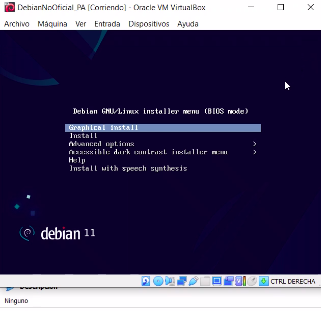 DebianNoOficial_PA [Corriendo] - Oracle VM VirtualBox
Archivo Máquina Ver Entrada Dispositivos Ayuda
Debian GNU/Linux installer menu (BIOS mode)
Graphical install
Install
Advanced options >
Accessible dark contrast installer menu >
Help
Install with speech synthesis
debian 11
CTRL DERECHA
Description
Ninguno